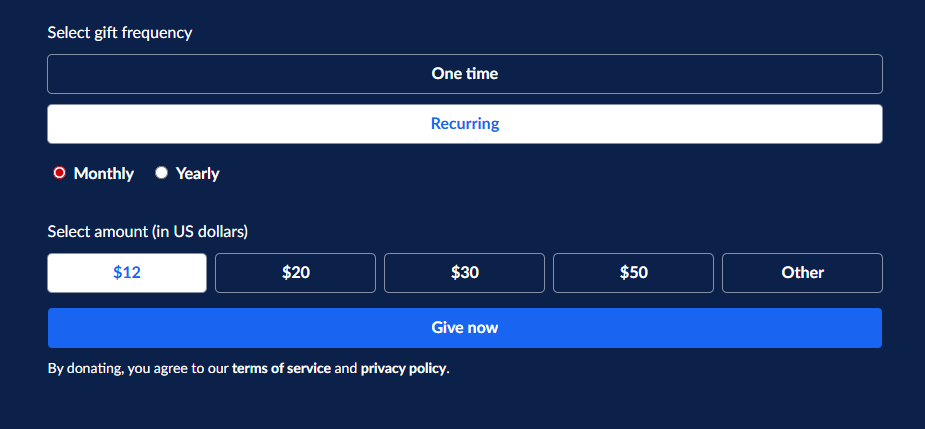 Select gift frequency
One time
Recurring
Monthly Yearly
Select amount (in US dollars)
$12 $20 $30 $50 Other
Give now
By donating, you agree to our terms of service and privacy policy.